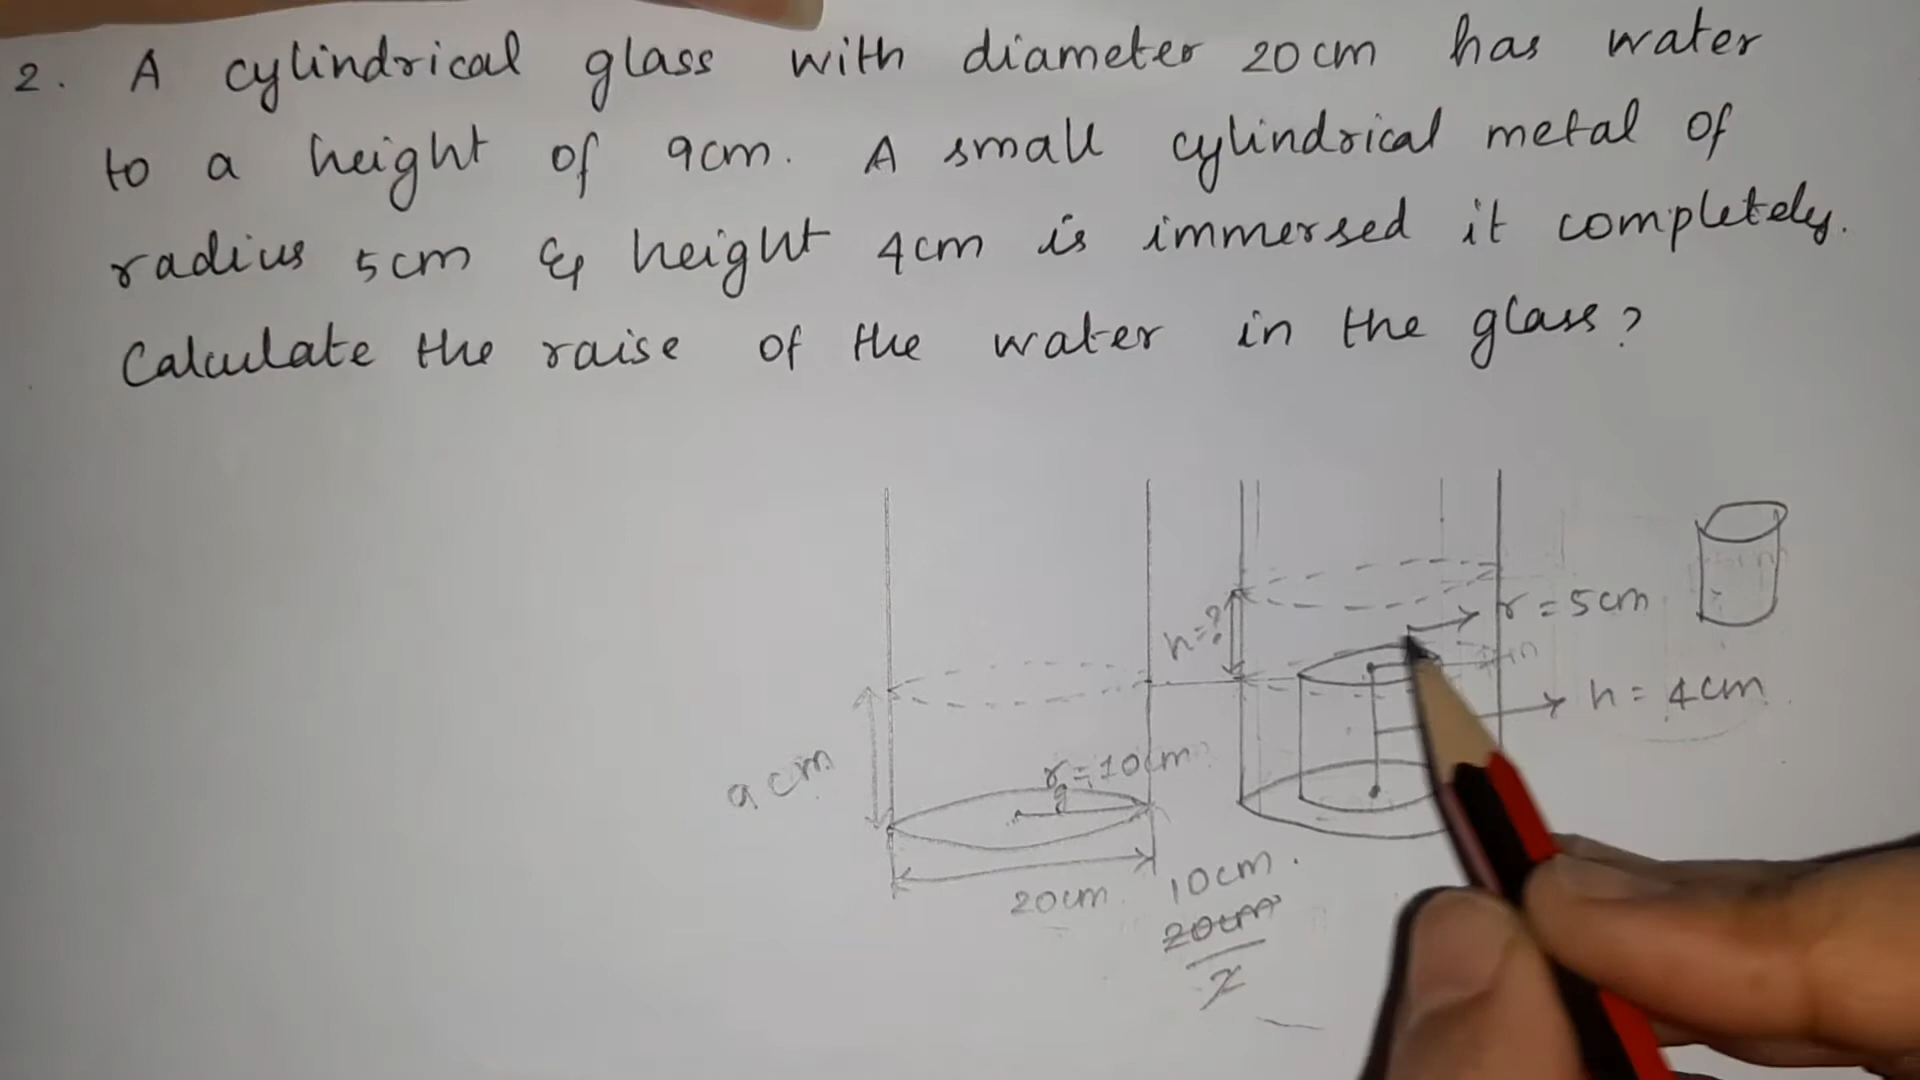 2. A cylindrical glass with diameter 20cm has water
to a height of 9cm. A small cylindrical metal of
radius 5cm & height 4cm is immersed it completely.
Calculate the raise of the water in the glass?
h=?
r = 5cm
h = 4cm
9cm
rg=10cm
20cm
10cm.
20cm
2